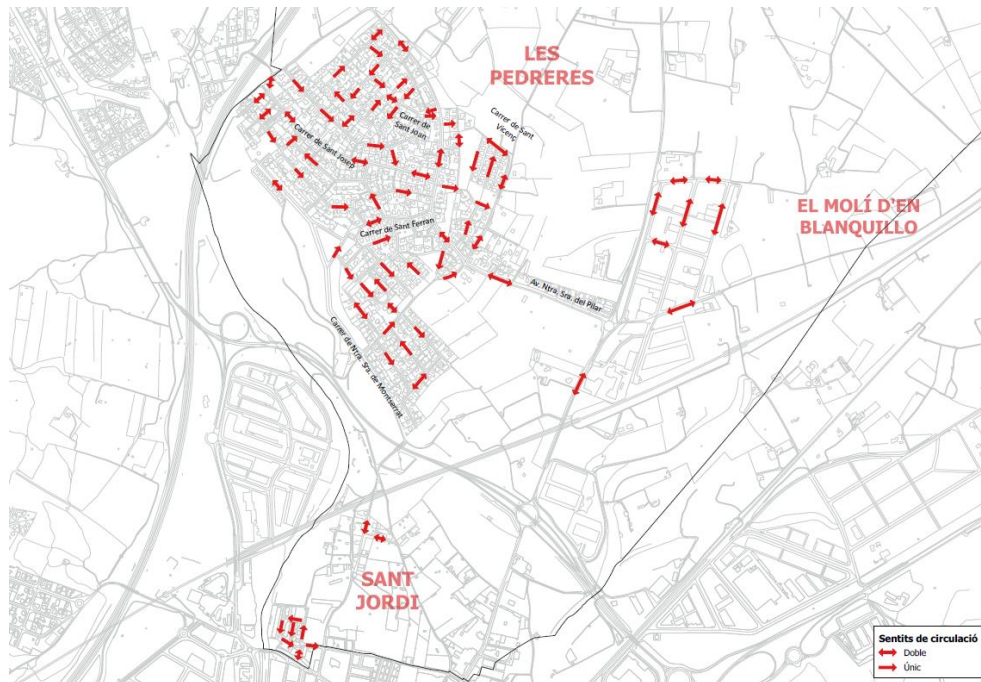 LES
PEDRERES
Carrer de Sant
Vicenç
Carrer de
Sant Joan
Carrer de Sant Josep
EL MOLÍ D'EN
BLANQUILLO
Carrer de Sant Ferran
Av. Ntra. Sra. del Pilar
Carrer de Ntra. Sra. de Montserrat
SANT
JORDI
Sentits de circulació
Doble
Únic